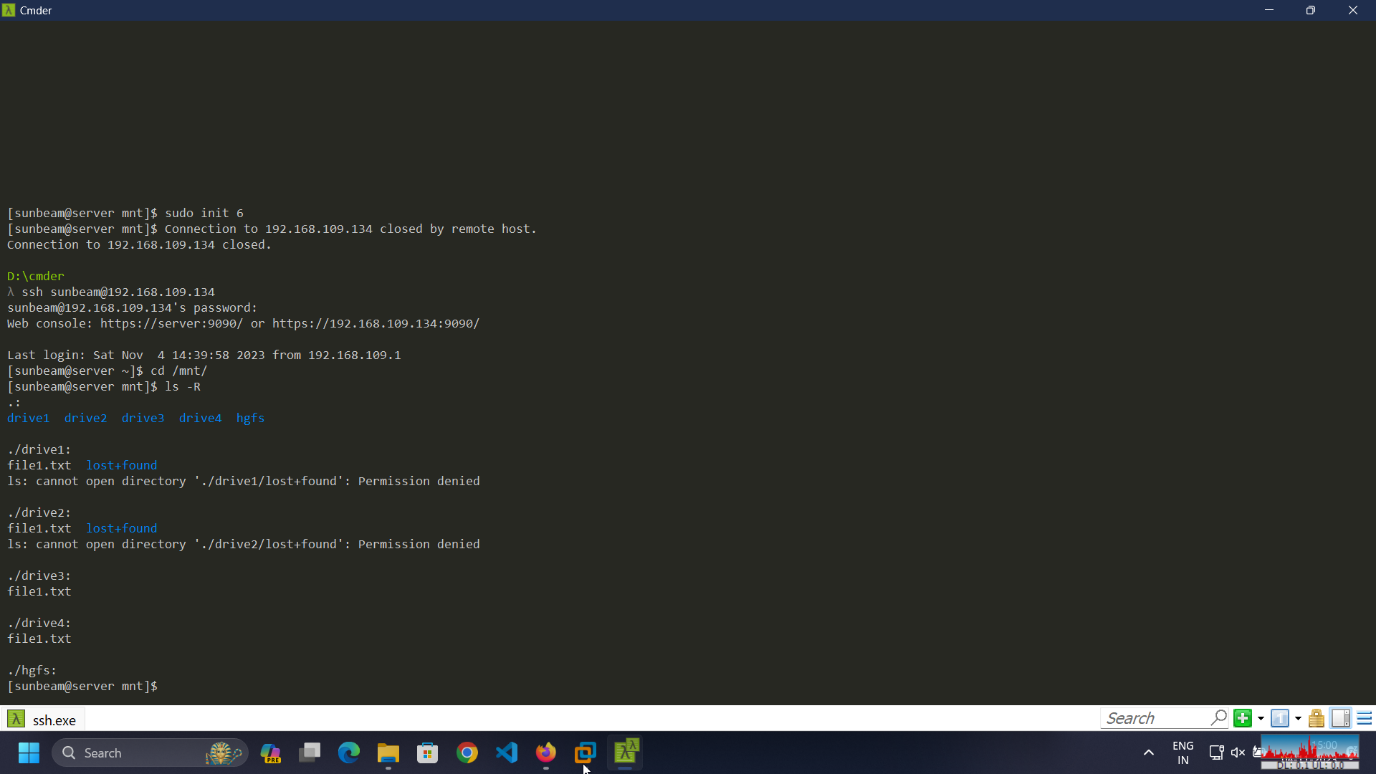 Cmder
[sunbeam@server mnt]$ sudo init 6
[sunbeam@server mnt]$ Connection to 192.168.109.134 closed by remote host.
Connection to 192.168.109.134 closed.
D:\cmder
λ ssh sunbeam@192.168.109.134
sunbeam@192.168.109.134's password:
Web console: https://server:9090/ or https://192.168.109.134:9090/
Last login: Sat Nov  4 14:39:58 2023 from 192.168.109.1
[sunbeam@server ~]$ cd /mnt/
[sunbeam@server mnt]$ ls -R
.:
drive1  drive2  drive3  drive4  hgfs
./drive1:
file1.txt  lost+found
ls: cannot open directory './drive1/lost+found': Permission denied
./drive2:
file1.txt  lost+found
ls: cannot open directory './drive2/lost+found': Permission denied
./drive3:
file1.txt
./drive4:
file1.txt
./hgfs:
[sunbeam@server mnt]$
ssh.exe
Search
Search
PRE
ENG
IN